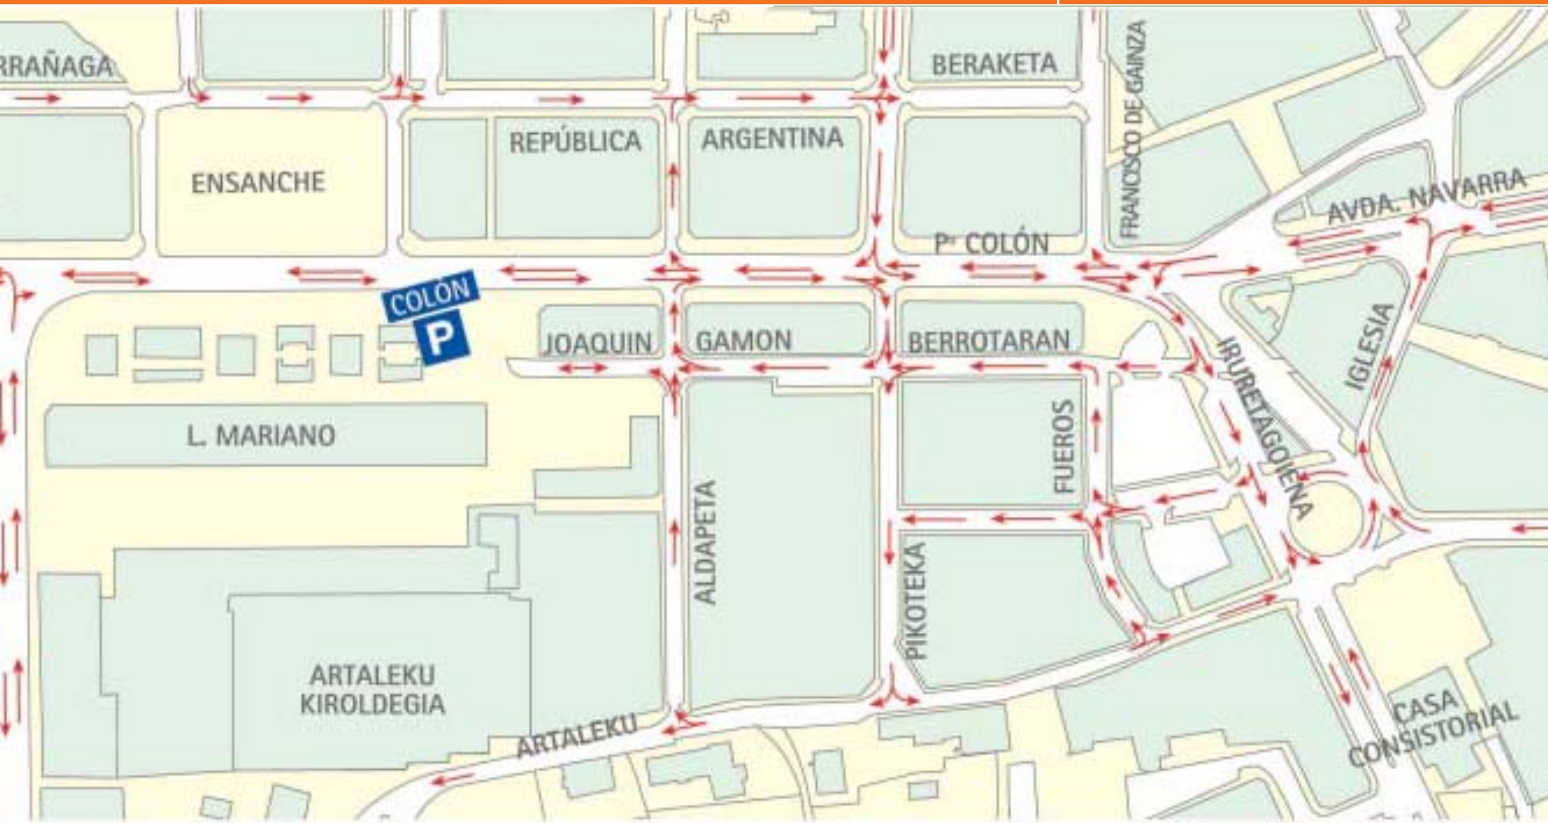 RRAÑAGA
BERAKETA
FRANCISCO DE GAINZA
REPÚBLICA ARGENTINA
ENSANCHE
AVDA. NAVARRA
Pº COLÓN
COLÓN
P
JOAQUIN GAMON BERROTARAN
IRURETAGOIENA
IGLESIA
L. MARIANO
FUEROS
ALDAPETA
PIKOTEKA
ARTALEKU
KIROLDEGIA
ARTALEKU
CASA
CONSISTORIAL